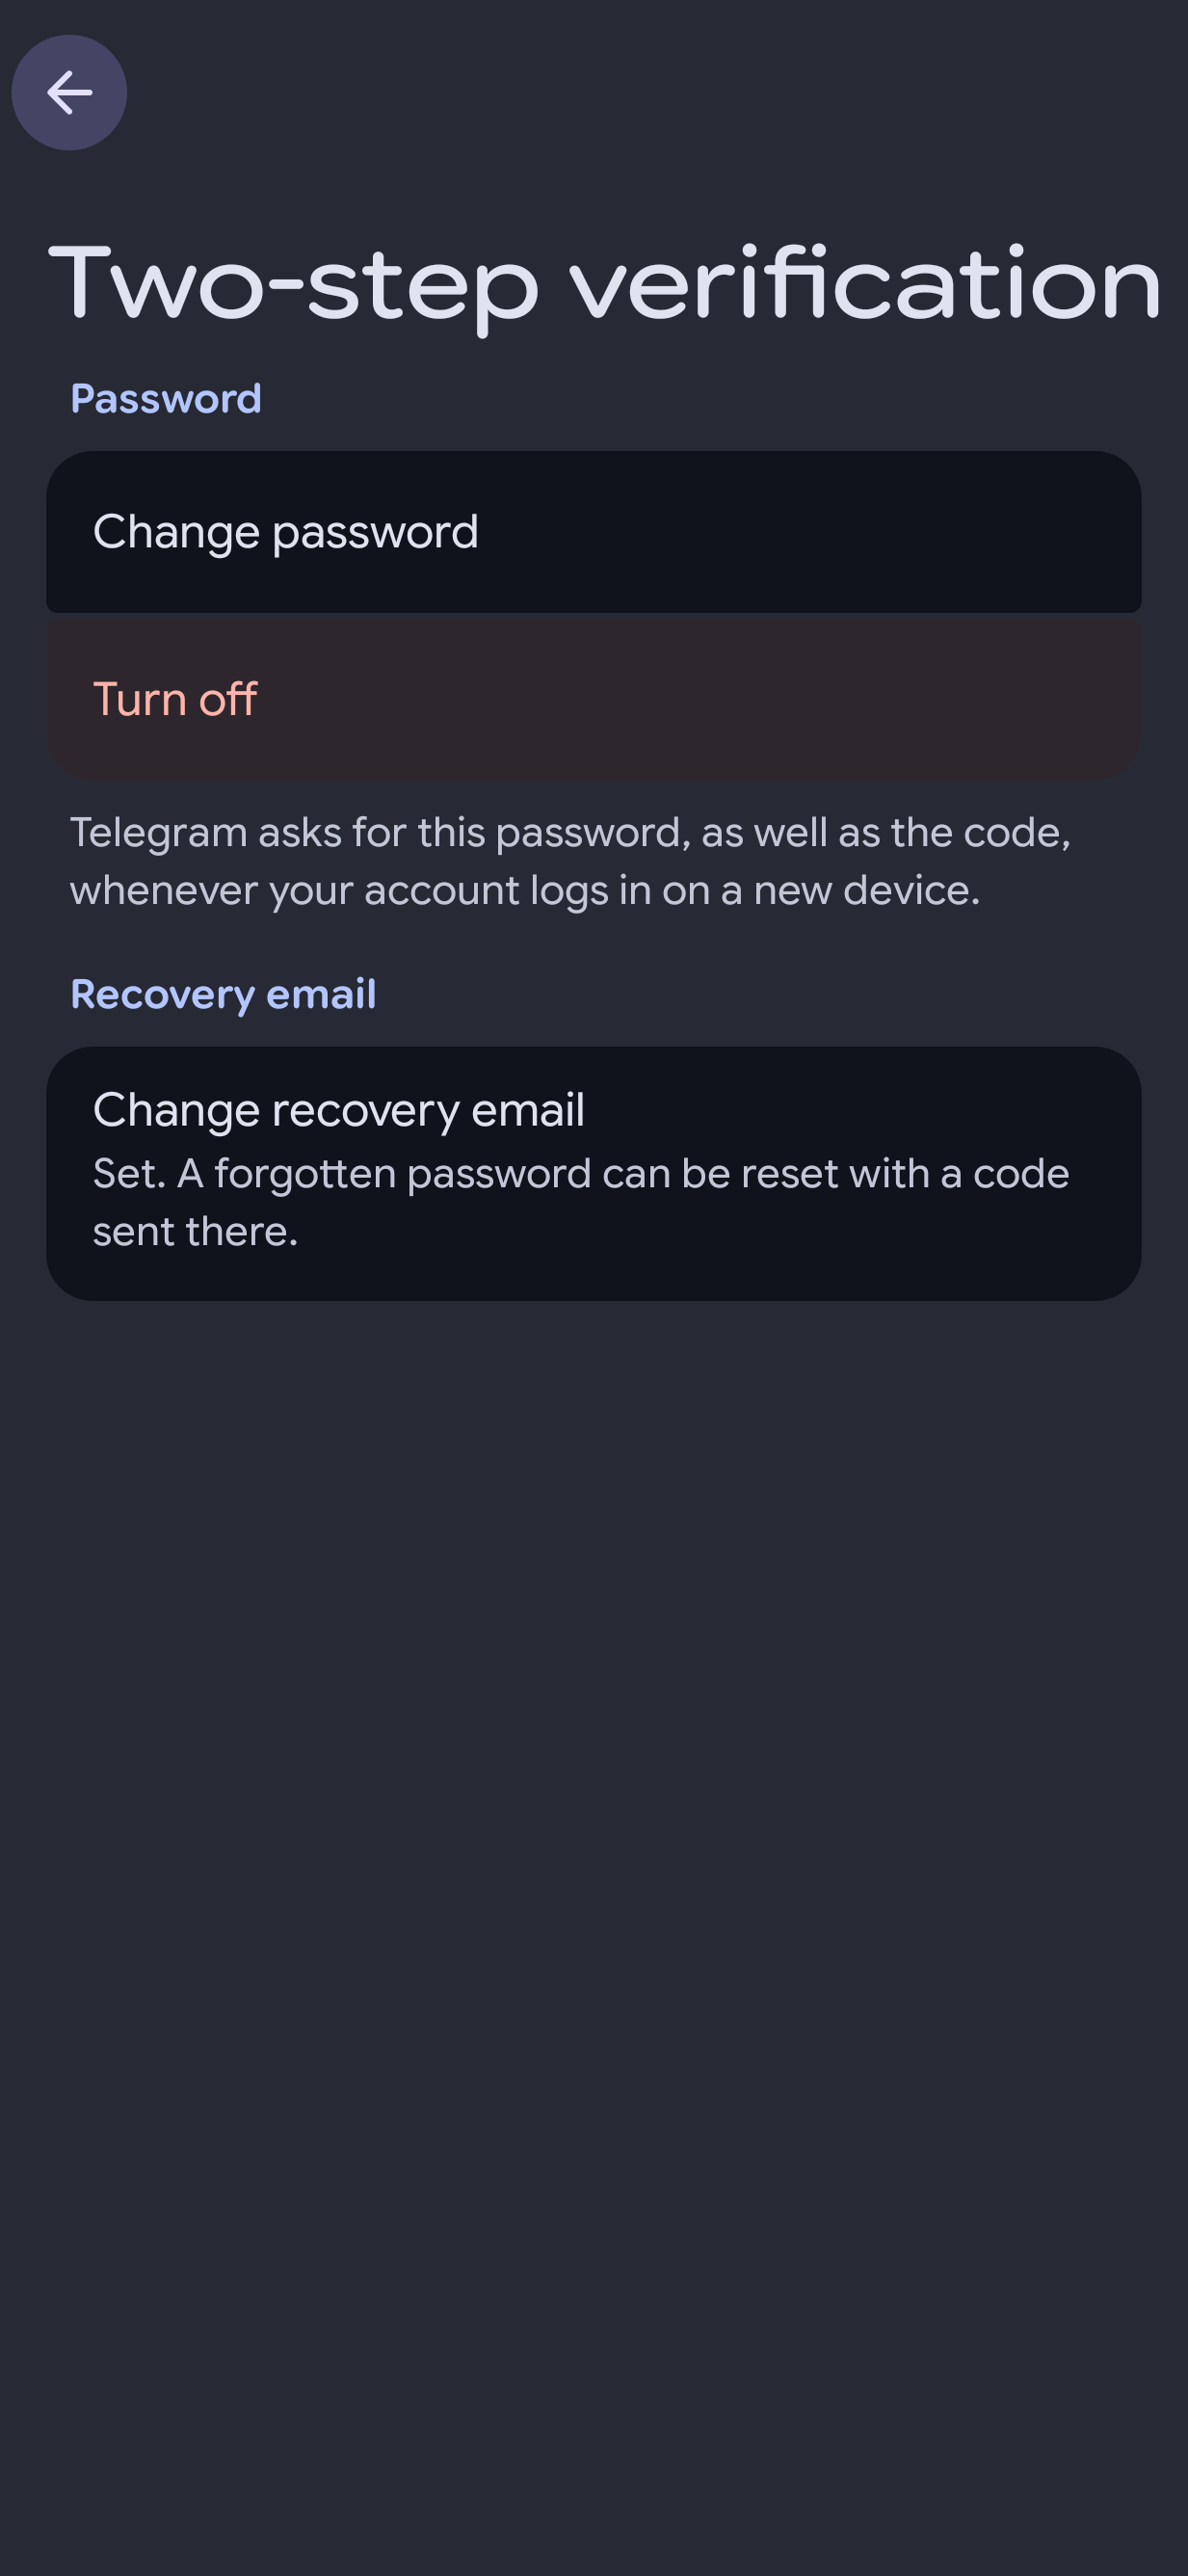 Two-step verification
Password
Change password
Turn off
Telegram asks for this password, as well as the code,
whenever your account logs in on a new device.
Recovery email
Change recovery email
Set. A forgotten password can be reset with a code
sent there.